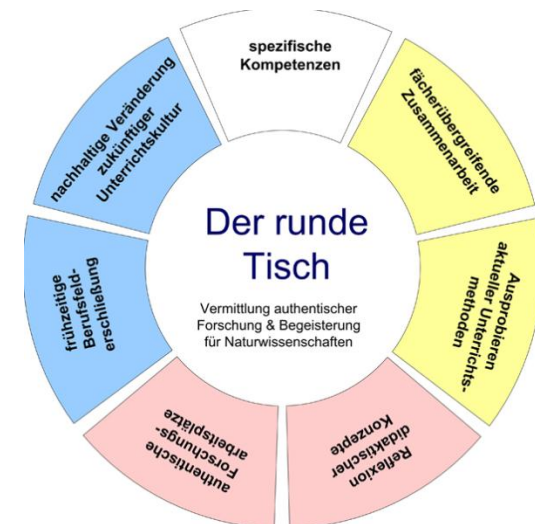 spezifische
Kompetenzen
fächerübergreifende
Zusammenarbeit
Ausprobieren
aktueller Unterrichts-
methoden
Reflexion
didaktischer
Konzepte
authentische
Forschungs-
arbeitsplätze
frühzeitige
Berufsfeld-
erschließung
nachhaltige Veränderung
zukünftiger
Unterrichtskultur
Der runde
Tisch
Vermittlung authentischer
Forschung & Begeisterung
für Naturwissenschaften